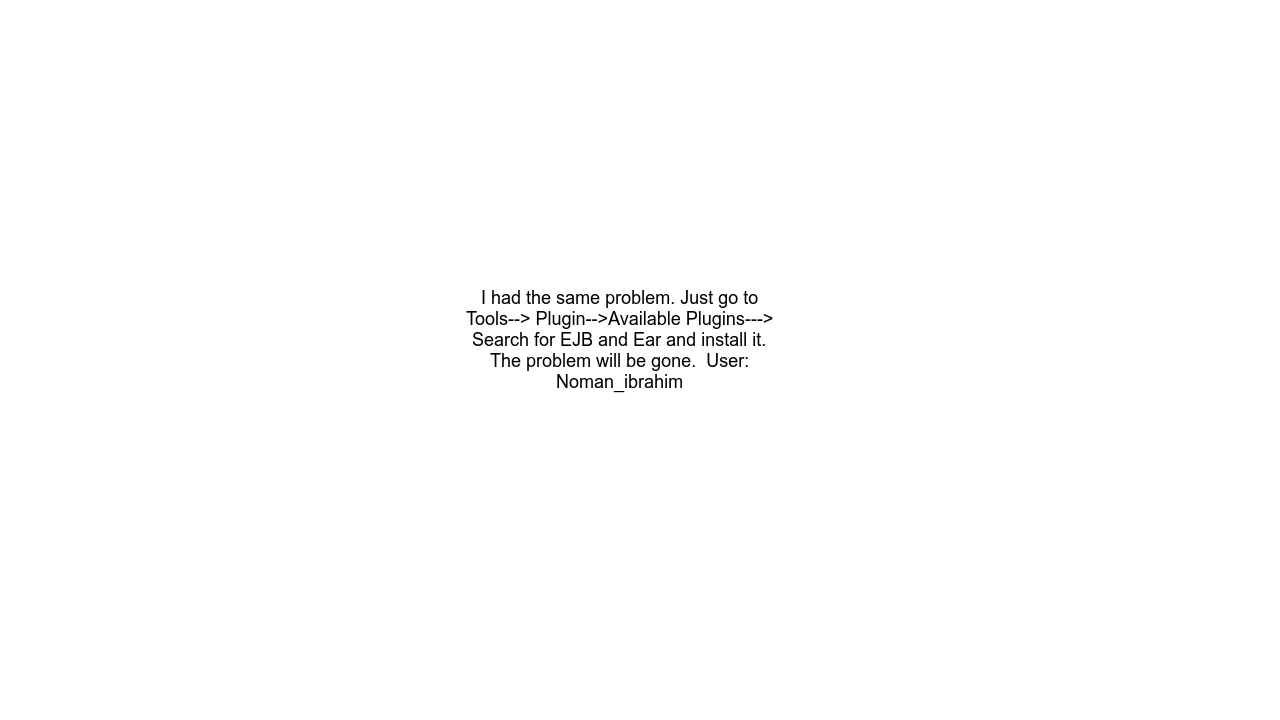 I had the same problem. Just go to
Tools--> Plugin-->Available Plugins--->
Search for EJB and Ear and install it.
The problem will be gone.  User:
Noman_ibrahim